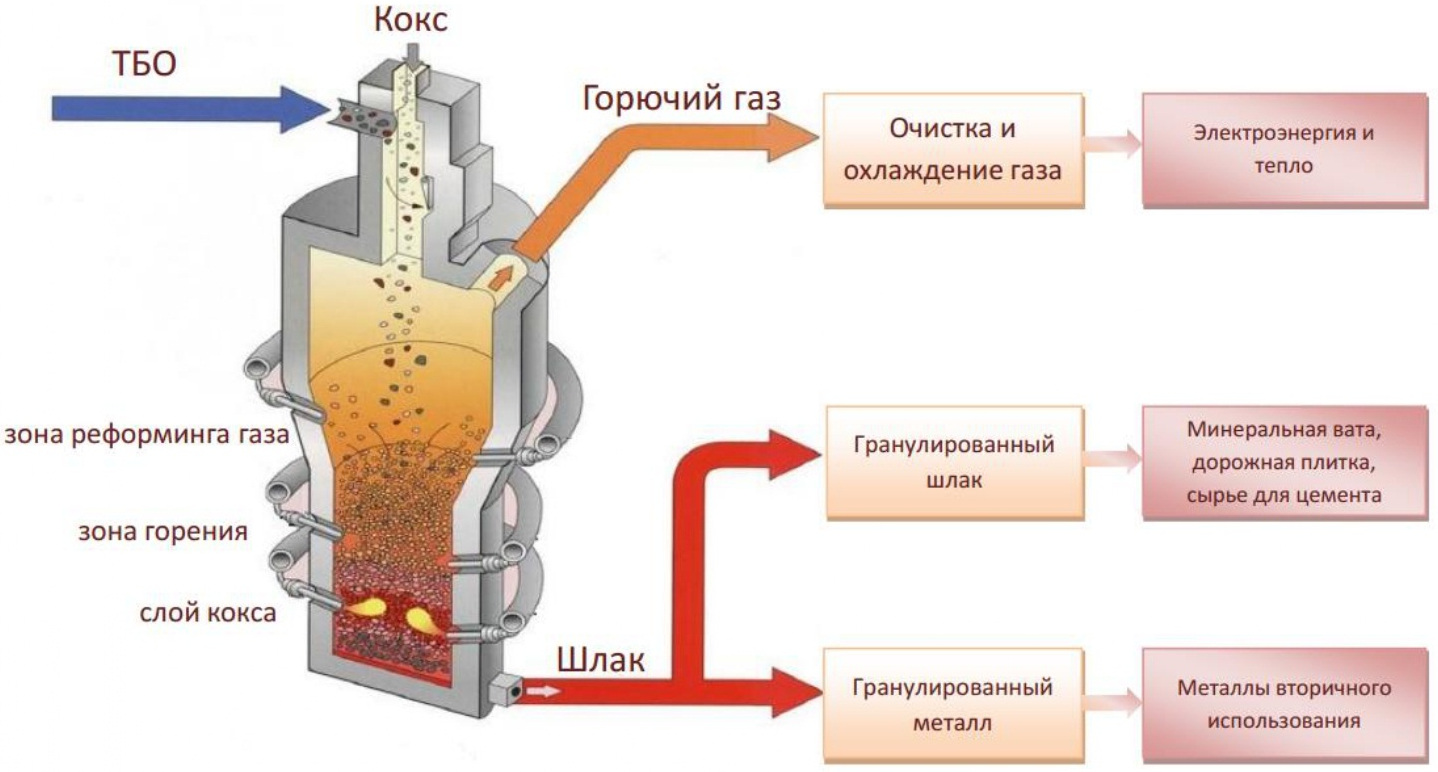 Кокс
ТБО
Горючий газ
Очистка и
охлаждение газа
Электроэнергия и
тепло
зона реформинга газа
Гранулированный
шлак
Минеральная вата,
дорожная плитка,
сырье для цемента
зона горения
слой кокса
Шлак
Гранулированный
металл
Металлы вторичного
использования